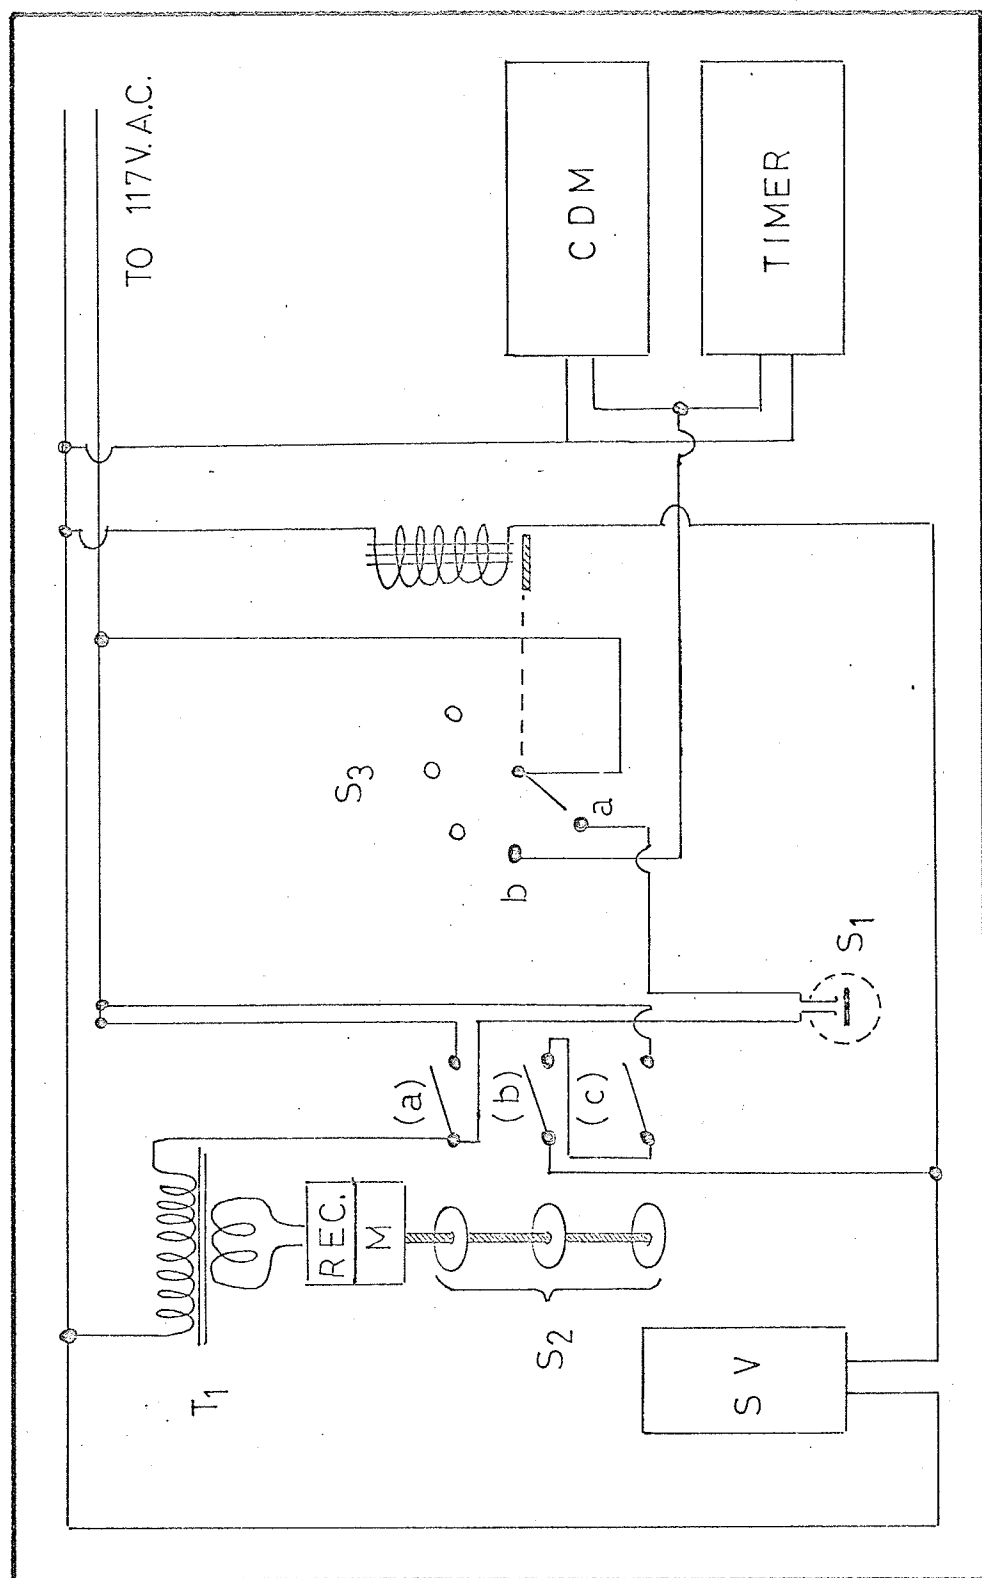 TO 117V. A.C.
CDM
TIMER
S3
a
b
S1
(a)
(b)
(c)
T1
REC.
M
S2
SV